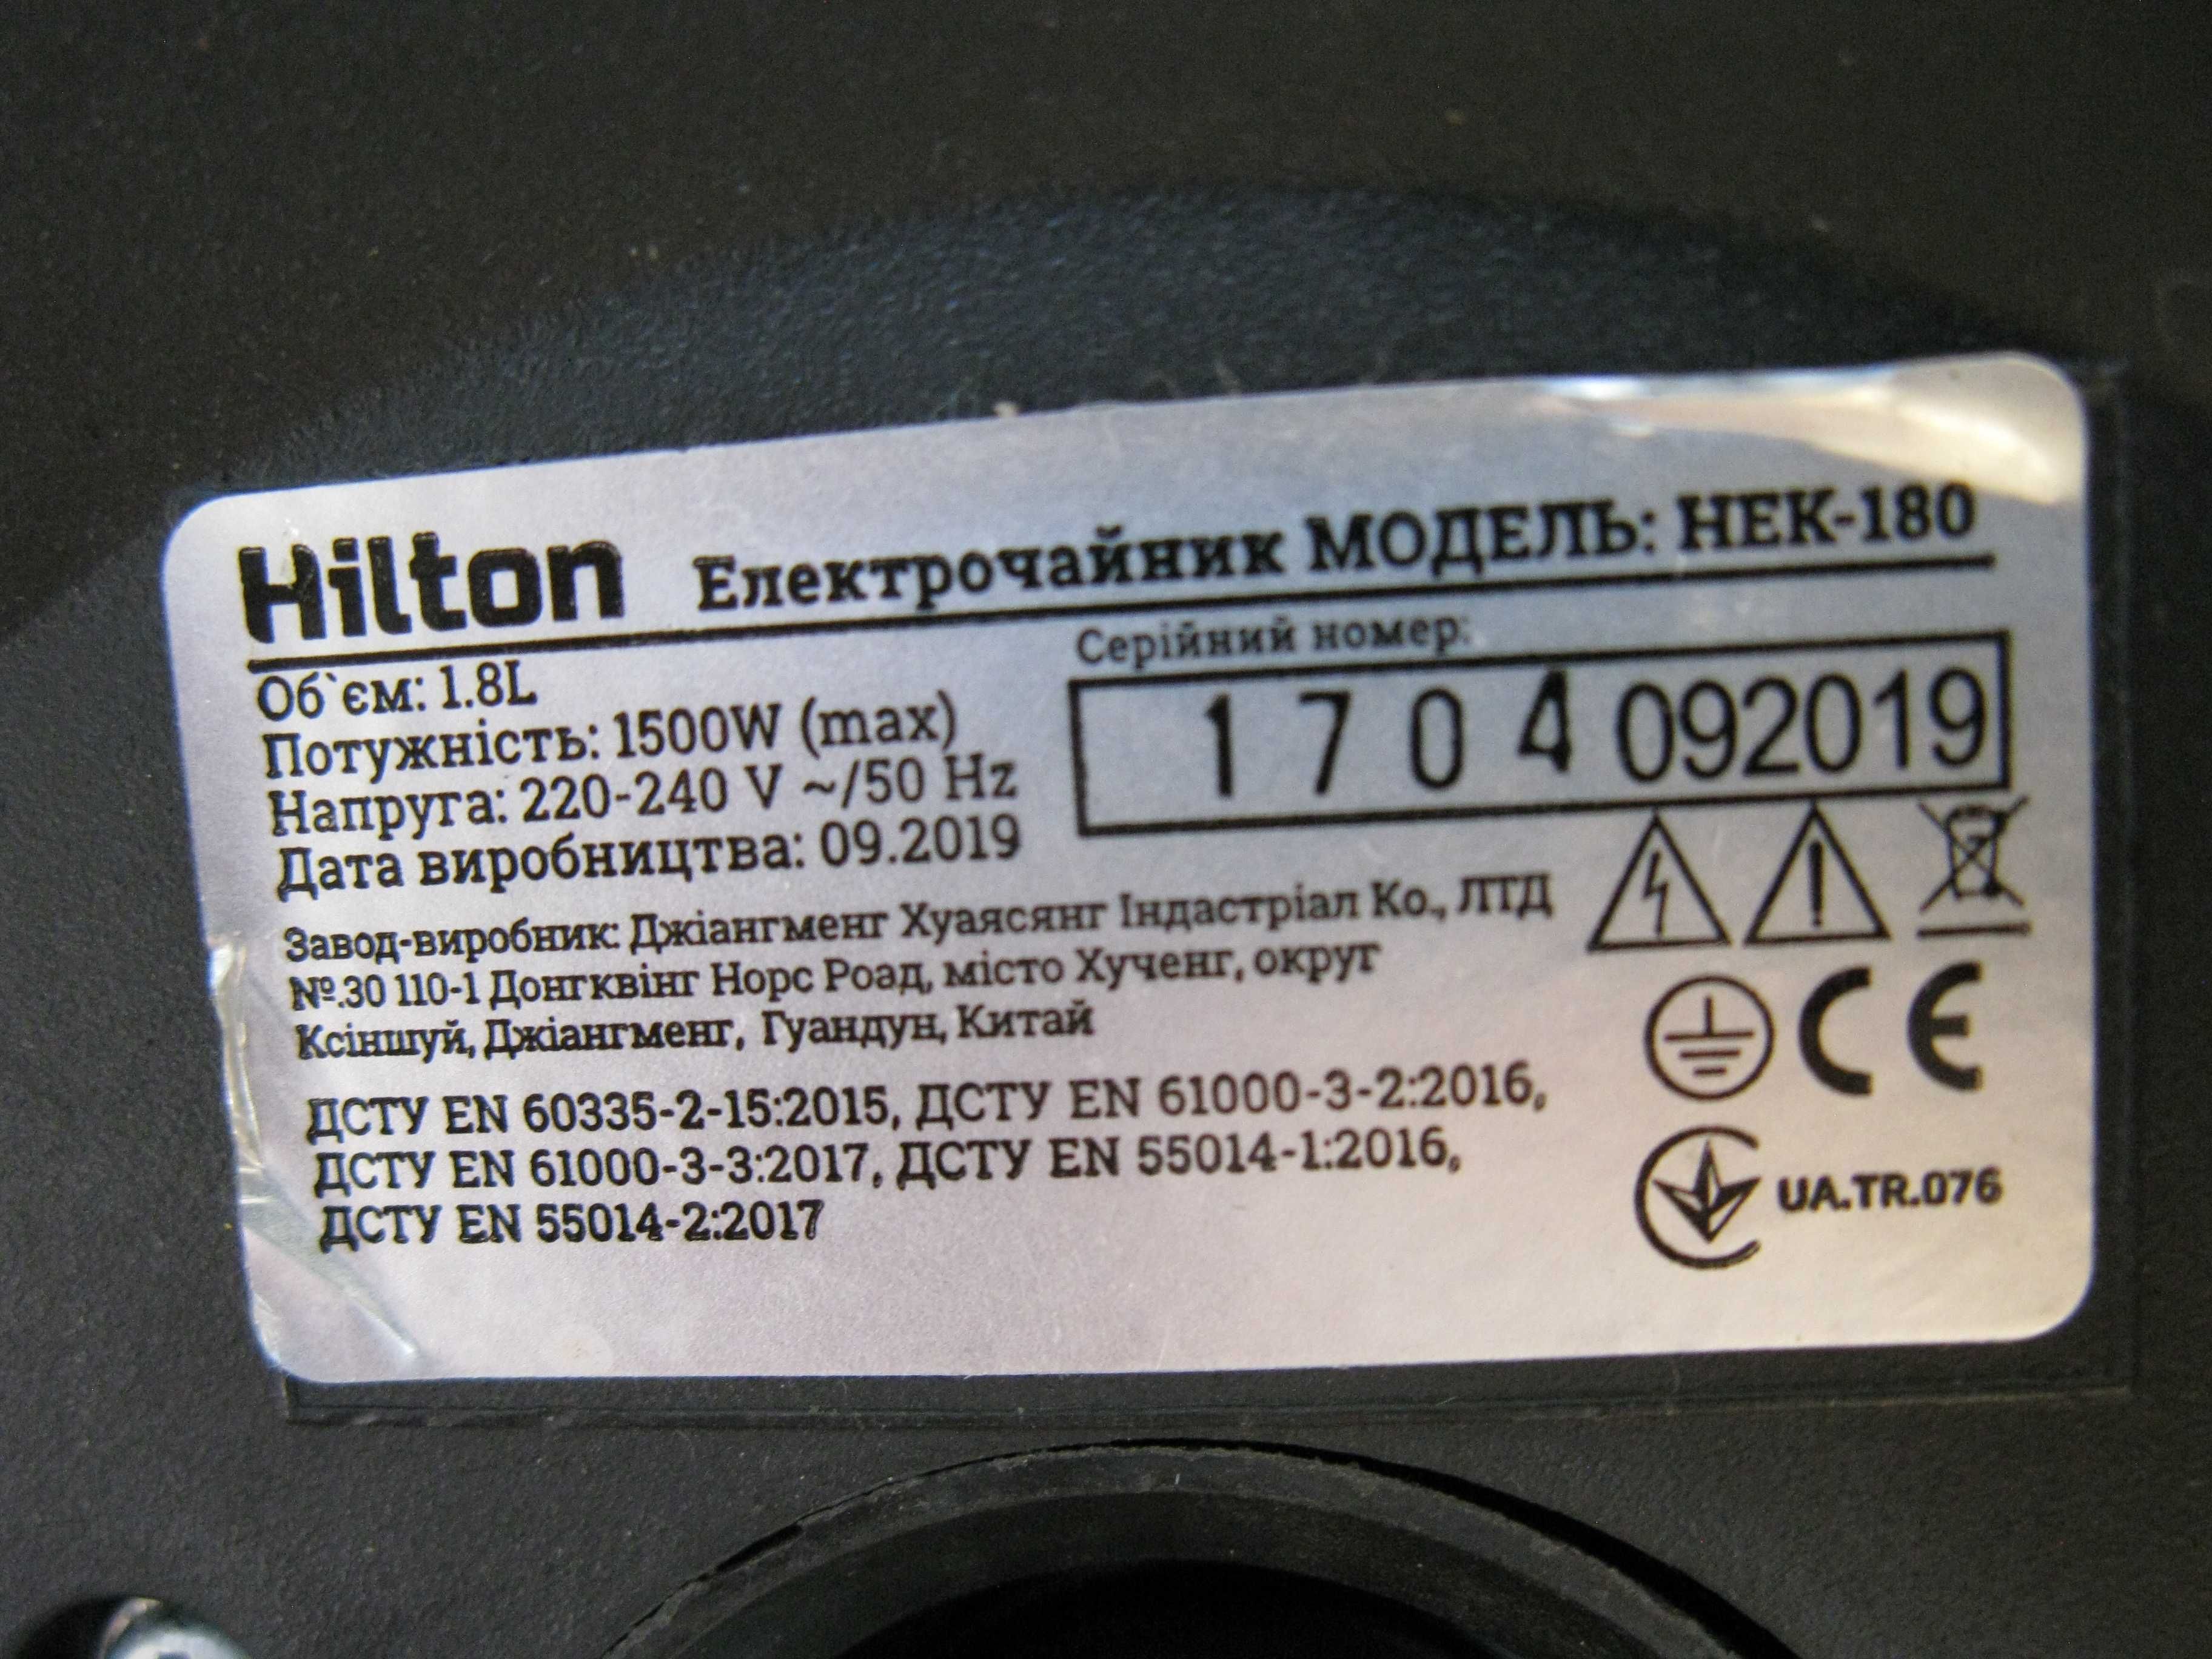 Hilton Електрочайник МОДЕЛЬ: HEK-180
Об`єм: 1.8L
Потужність: 1500W (max)
Напруга: 220-240 V ~/50 Hz
Дата виробництва: 09.2019
Серійний номер:
1 7 0 4 092019
Завод-виробник: Джіангменг Хуаясянг Індастріал Ко., ЛТД
№.30 110-1 Донгквінг Норс Роад, місто Хученг, округ
Ксіншуй, Джіангменг, Гуандун, Китай
ДСТУ EN 60335-2-15:2015, ДСТУ EN 61000-3-2:2016,
ДСТУ EN 61000-3-3:2017, ДСТУ EN 55014-1:2016,
ДСТУ EN 55014-2:2017
CE
UA.TR.076